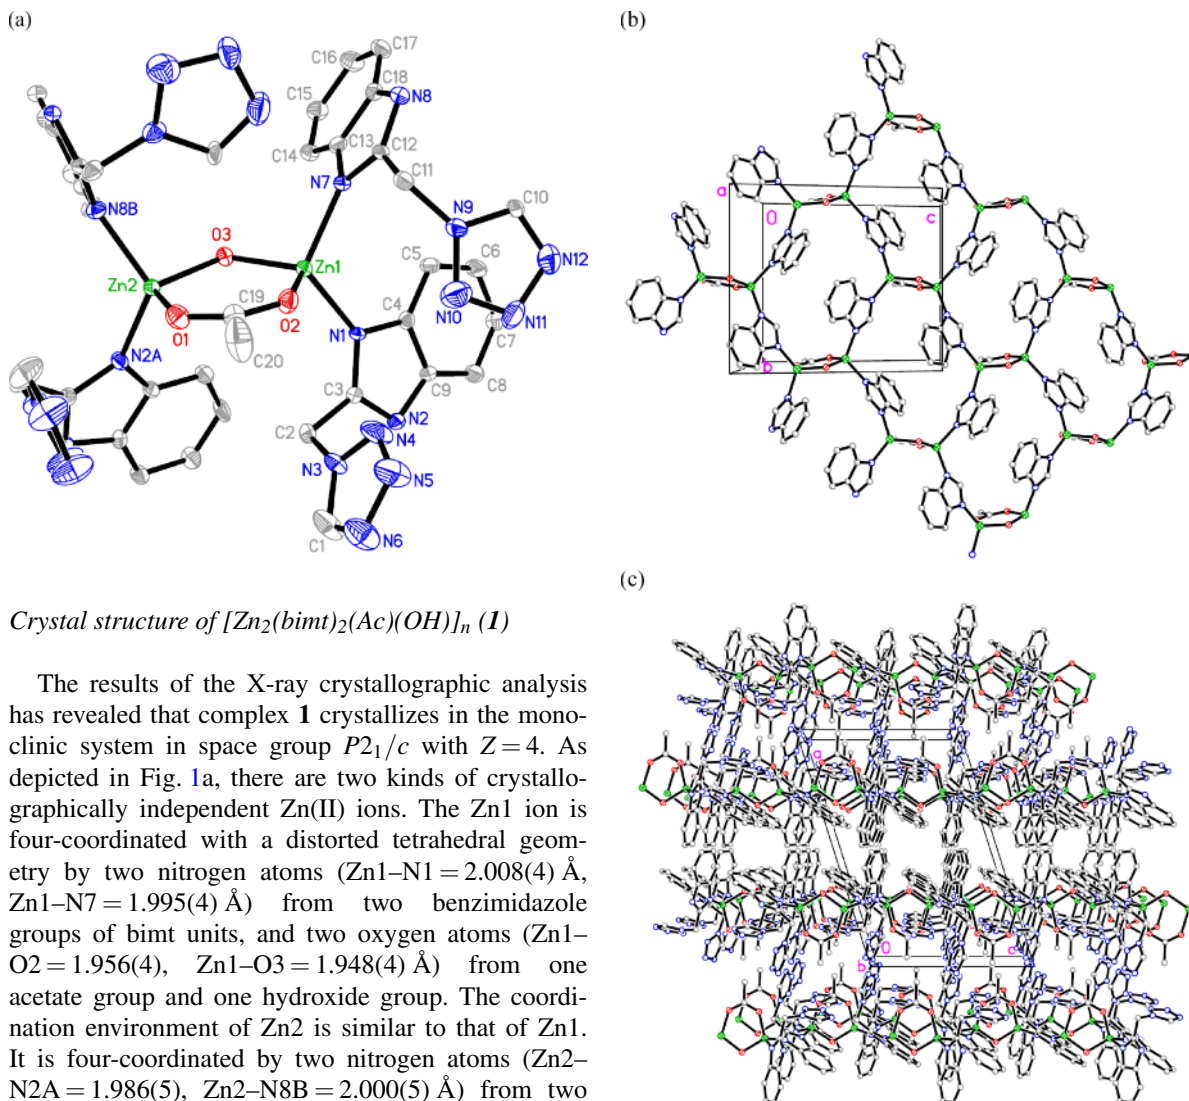 (a)
C17
C16
C18
C15
N8
C13
C12
C14
C11
N7
C10
N9
N8B
O3
C5
C6
N12
Zn1
Zn2
C19
C4
N10
O2
N11
O1
N1
C7
C20
N2A
C9
C8
C3
N2
C2
N4
N3
N5
C1
N6
Crystal structure of [Zn₂(bimt)₂(Ac)(OH)]ₙ (1)
The results of the X-ray crystallographic analysis
has revealed that complex 1 crystallizes in the mono-
clinic system in space group P2₁/c with Z = 4. As
depicted in Fig. 1a, there are two kinds of crystallo-
graphically independent Zn(II) ions. The Zn1 ion is
four-coordinated with a distorted tetrahedral geom-
etry by two nitrogen atoms (Zn1–N1 = 2.008(4) Å,
Zn1–N7 = 1.995(4) Å) from two benzimidazole
groups of bimt units, and two oxygen atoms (Zn1–
O2 = 1.956(4), Zn1–O3 = 1.948(4) Å) from one
acetate group and one hydroxide group. The coordi-
nation environment of Zn2 is similar to that of Zn1.
It is four-coordinated by two nitrogen atoms (Zn2–
N2A = 1.986(5), Zn2–N8B = 2.000(5) Å) from two
(b)
a
0
c
b
(c)
a
0
c
b